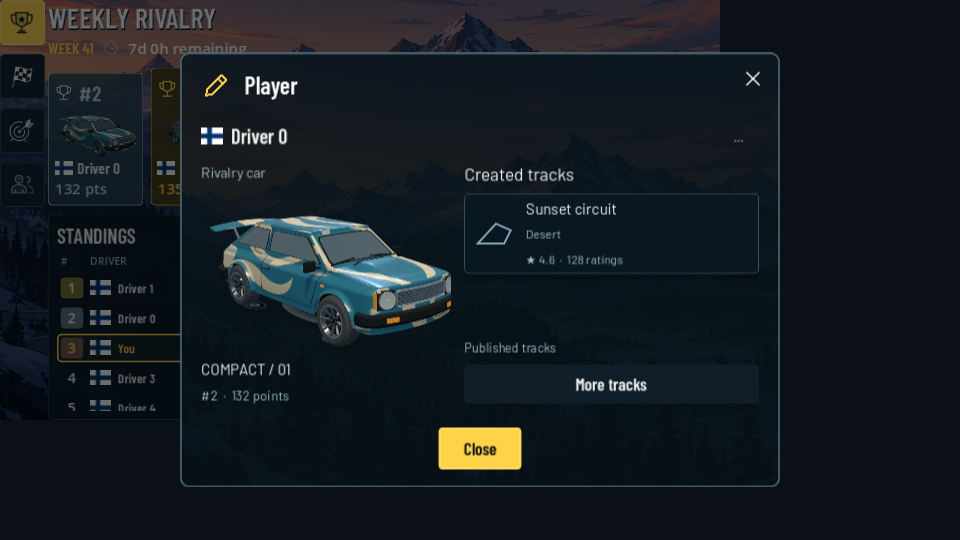 WEEKLY RIVALRY
WEEK 41 7d 0h remaining
#2
Driver 0
132 pts
135
STANDINGS
# DRIVER
1 Driver 1
2 Driver 0
3 You
4 Driver 3
5 Driver 4
Player
Driver 0
...
Rivalry car
COMPACT / 01
#2 · 132 points
Created tracks
Sunset circuit
Desert
★ 4.6 · 128 ratings
Published tracks
More tracks
Close